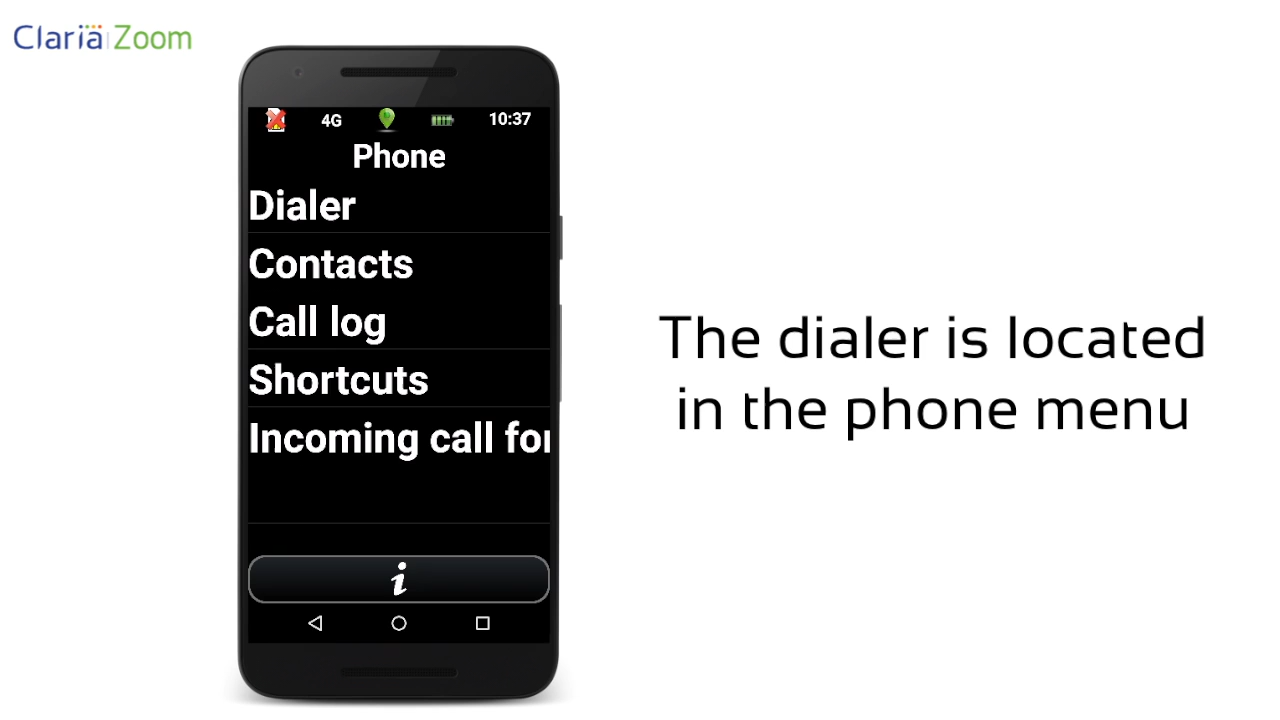 Claria Zoom
4G 10:37
Phone
Dialer
Contacts
Call log
Shortcuts
Incoming call for
i
The dialer is located
in the phone menu